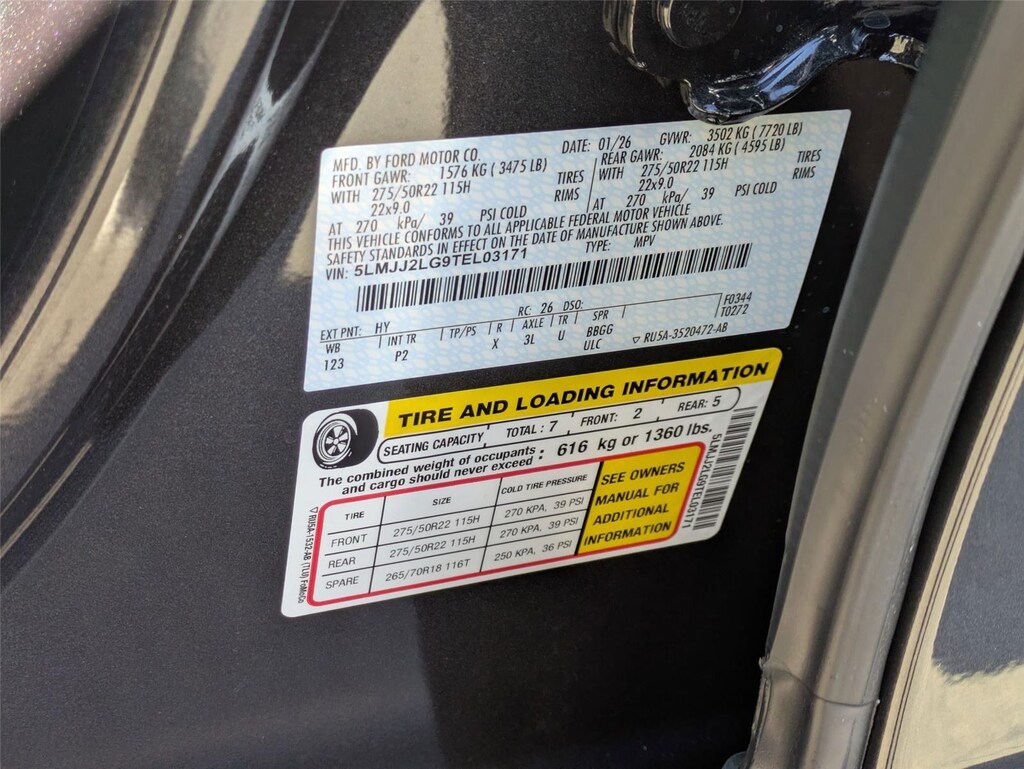 MFD. BY FORD MOTOR CO. DATE: 01/26 GVWR: 3502 KG ( 7720 LB)
FRONT GAWR: 1576 KG ( 3475 LB) REAR GAWR: 2084 KG ( 4595 LB)
WITH 275/50R22 115H TIRES WITH 275/50R22 115H TIRES
22x9.0 RIMS 22x9.0 RIMS
AT 270 kPa/ 39 PSI COLD AT 270 kPa/ 39 PSI COLD
THIS VEHICLE CONFORMS TO ALL APPLICABLE FEDERAL MOTOR VEHICLE
SAFETY STANDARDS IN EFFECT ON THE DATE OF MANUFACTURE SHOWN ABOVE.
VIN: 5LMJJ2LG9TEL03171 TYPE: MPV
EXT PNT: HY RC: 26 DSO: F0344
WB INT TR TP/PS R AXLE TR SPR T0272
123 P2 X 3L U BBGG
ULC ▽ RU5A-3520472-AB
TIRE AND LOADING INFORMATION
SEATING CAPACITY TOTAL : 7 FRONT: 2 REAR: 5
The combined weight of occupants and cargo should never exceed : 616 kg or 1360 lbs.
TIRE SIZE COLD TIRE PRESSURE
FRONT 275/50R22 115H 270 KPA, 39 PSI
REAR 275/50R22 115H 270 KPA, 39 PSI
SPARE 265/70R18 116T 250 KPA, 36 PSI
SEE OWNERS
MANUAL FOR
ADDITIONAL
INFORMATION
5LMJJ2LG9TEL03171
▽ RU5A-1532-AB (TLU) FoMoCo